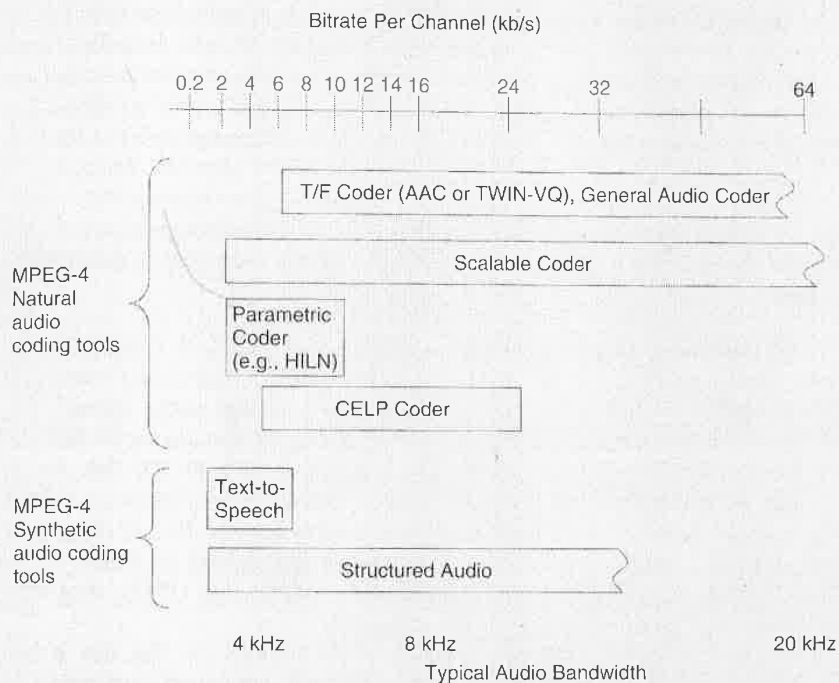 Bitrate Per Channel (kb/s)
0.2 2 4 6 8 10 12 14 16 24 32 64
T/F Coder (AAC or TWIN-VQ), General Audio Coder
Scalable Coder
MPEG-4
Natural
audio
coding tools
Parametric
Coder
(e.g., HILN)
CELP Coder
MPEG-4
Synthetic
audio coding
tools
Text-to-
Speech
Structured Audio
4 kHz 8 kHz 20 kHz
Typical Audio Bandwidth